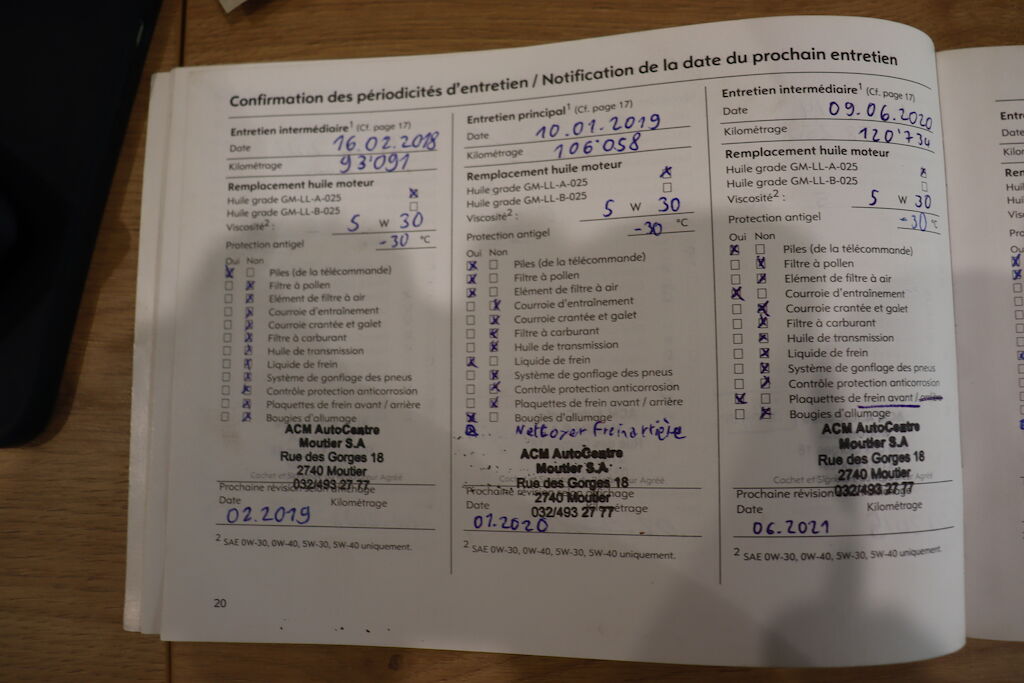 Confirmation des périodicités d'entretien / Notification de la date du prochain entretien
Entretien intermédiaire¹ (Cf. page 17)
Date 16.02.2018
Kilométrage 93'091
Remplacement huile moteur
Huile grade GM-LL-A-025
Huile grade GM-LL-B-025
Viscosité² : 5 W 30
Protection antigel -30 °C
Oui Non
Piles (de la télécommande)
Filtre à pollen
Elément de filtre à air
Courroie d'entraînement
Courroie crantée et galet
Filtre à carburant
Huile de transmission
Liquide de frein
Système de gonflage des pneus
Contrôle protection anticorrosion
Plaquettes de frein avant / arrière
Bougies d'allumage
ACM AutoCentre
Moutier S.A
Rue des Gorges 18
2740 Moutier
032/493 27 77
Prochaine révision selon affichage
Date
02.2019
² SAE 0W-30, 0W-40, 5W-30, 5W-40 uniquement.
20
Entretien principal¹ (Cf. page 17)
Date 10.01.2019
Kilométrage 106'058
Remplacement huile moteur
Huile grade GM-LL-A-025
Huile grade GM-LL-B-025
Viscosité² : 5 W 30
Protection antigel -30 °C
Oui Non
Piles (de la télécommande)
Filtre à pollen
Elément de filtre à air
Courroie d'entraînement
Courroie crantée et galet
Filtre à carburant
Huile de transmission
Liquide de frein
Système de gonflage des pneus
Contrôle protection anticorrosion
Plaquettes de frein avant / arrière
Bougies d'allumage
Nettoyer frein arrière
ACM AutoCentre
Moutier S.A
Rue des Gorges 18
Prochaine révision selon affichage
2740 Moutier
Date 032/493 27 77 Kilométrage
01.2020
² SAE 0W-30, 0W-40, 5W-30, 5W-40 uniquement.
Entretien intermédiaire¹ (Cf. page 17)
Date 09.06.2020
Kilométrage 120'734
Remplacement huile moteur
Huile grade GM-LL-A-025
Huile grade GM-LL-B-025
Viscosité² : 5 W 30
Protection antigel -30 °C
Oui Non
Piles (de la télécommande)
Filtre à pollen
Elément de filtre à air
Courroie d'entraînement
Courroie crantée et galet
Filtre à carburant
Huile de transmission
Liquide de frein
Système de gonflage des pneus
Contrôle protection anticorrosion
Plaquettes de frein avant / arrière
Bougies d'allumage
ACM AutoCentre
Moutier S.A
Rue des Gorges 18
2740 Moutier
032/493 27 77
Prochaine révision
Date Kilométrage
06.2021
² SAE 0W-30, 0W-40, 5W-30, 5W-40 uniquement.